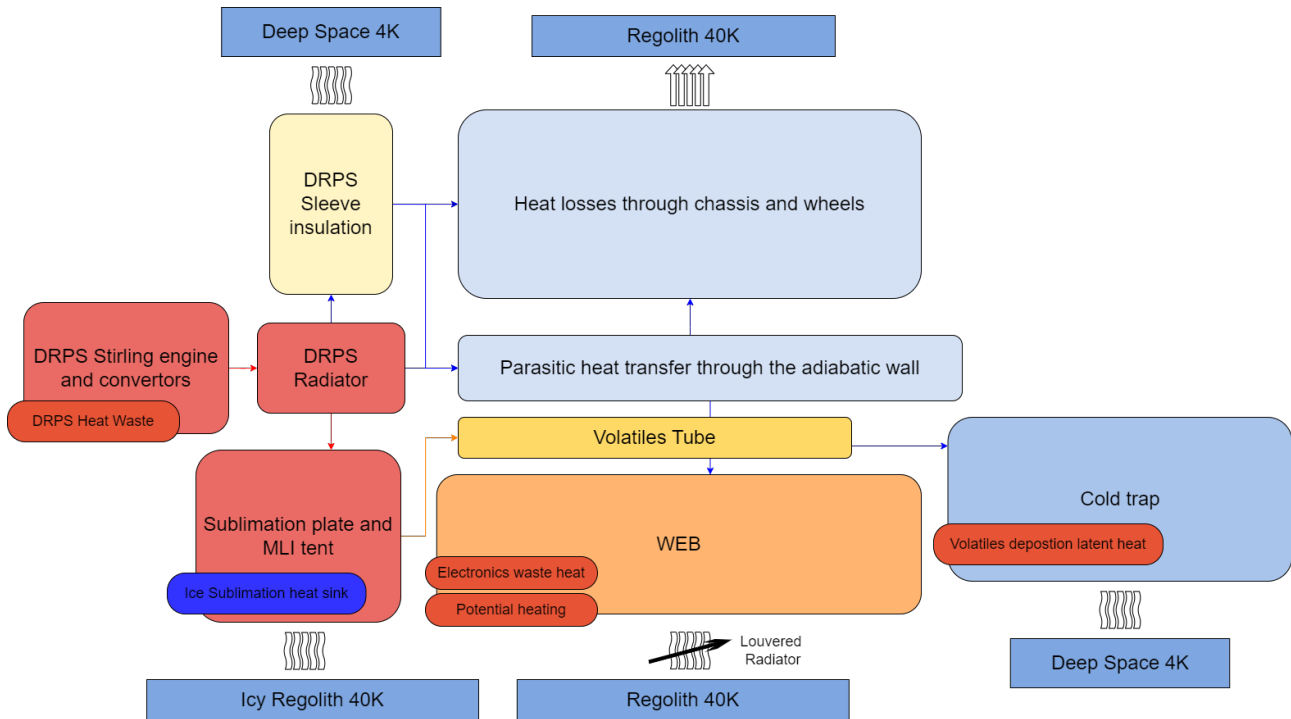 Deep Space 4K
Regolith 40K
DRPS
Sleeve
insulation
Heat losses through chassis and wheels
DRPS Stirling engine
and convertors
DRPS Heat Waste
DRPS
Radiator
Parasitic heat transfer through the adiabatic wall
Volatiles Tube
Sublimation plate and
MLI tent
Ice Sublimation heat sink
WEB
Electronics waste heat
Potential heating
Cold trap
Volatiles depostion latent heat
Louvered
Radiator
Icy Regolith 40K
Regolith 40K
Deep Space 4K